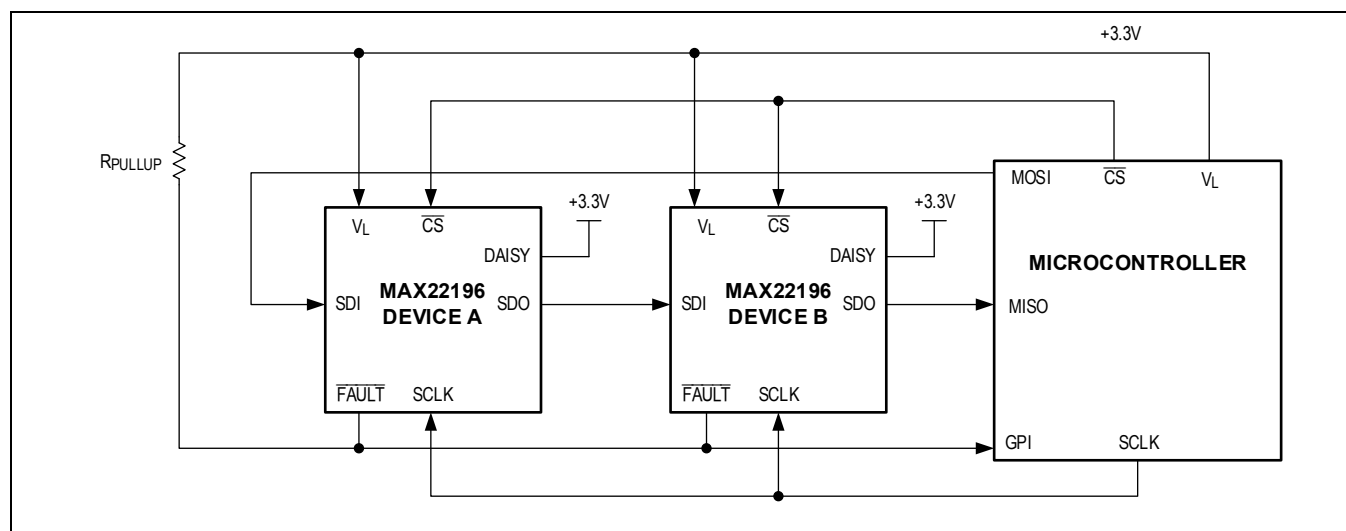 +3.3V
RPULLUP
MOSI
CS
VL
VL
CS
+3.3V
DAISY
MAX22196
DEVICE A
SDI
SDO
FAULT
SCLK
VL
CS
+3.3V
DAISY
MAX22196
DEVICE B
SDI
SDO
FAULT
SCLK
MICROCONTROLLER
MISO
GPI
SCLK